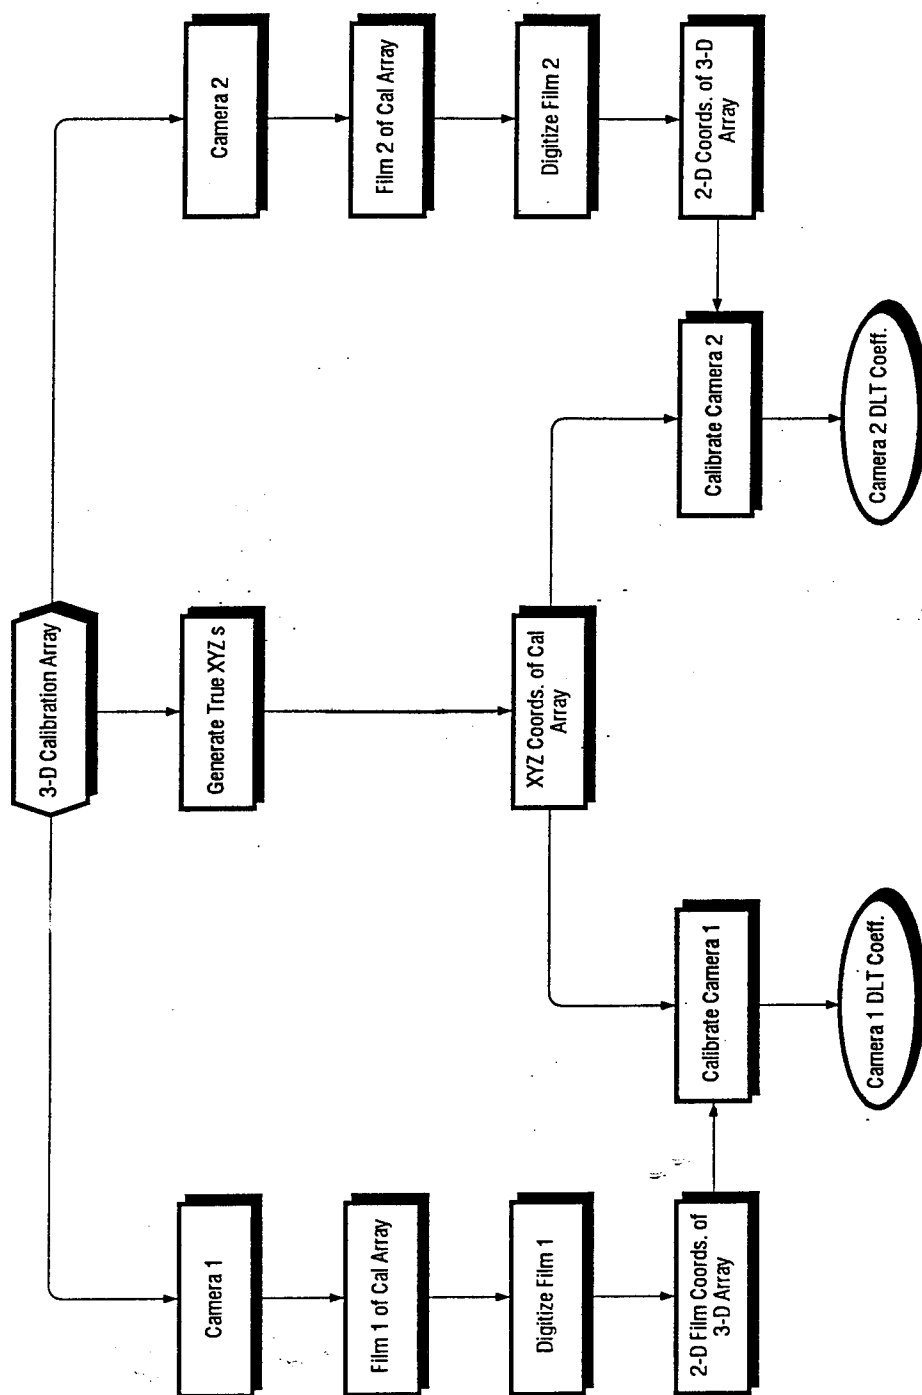 3-D Calibration Array
Camera 1
Generate True XYZ s
Camera 2
Film 1 of Cal Array
Film 2 of Cal Array
Digitize Film 1
XYZ Coords. of Cal
Array
Digitize Film 2
2-D Film Coords. of
3-D Array
Calibrate Camera 1
Calibrate Camera 2
2-D Coords. of 3-D
Array
Camera 1 DLT Coeff.
Camera 2 DLT Coeff.